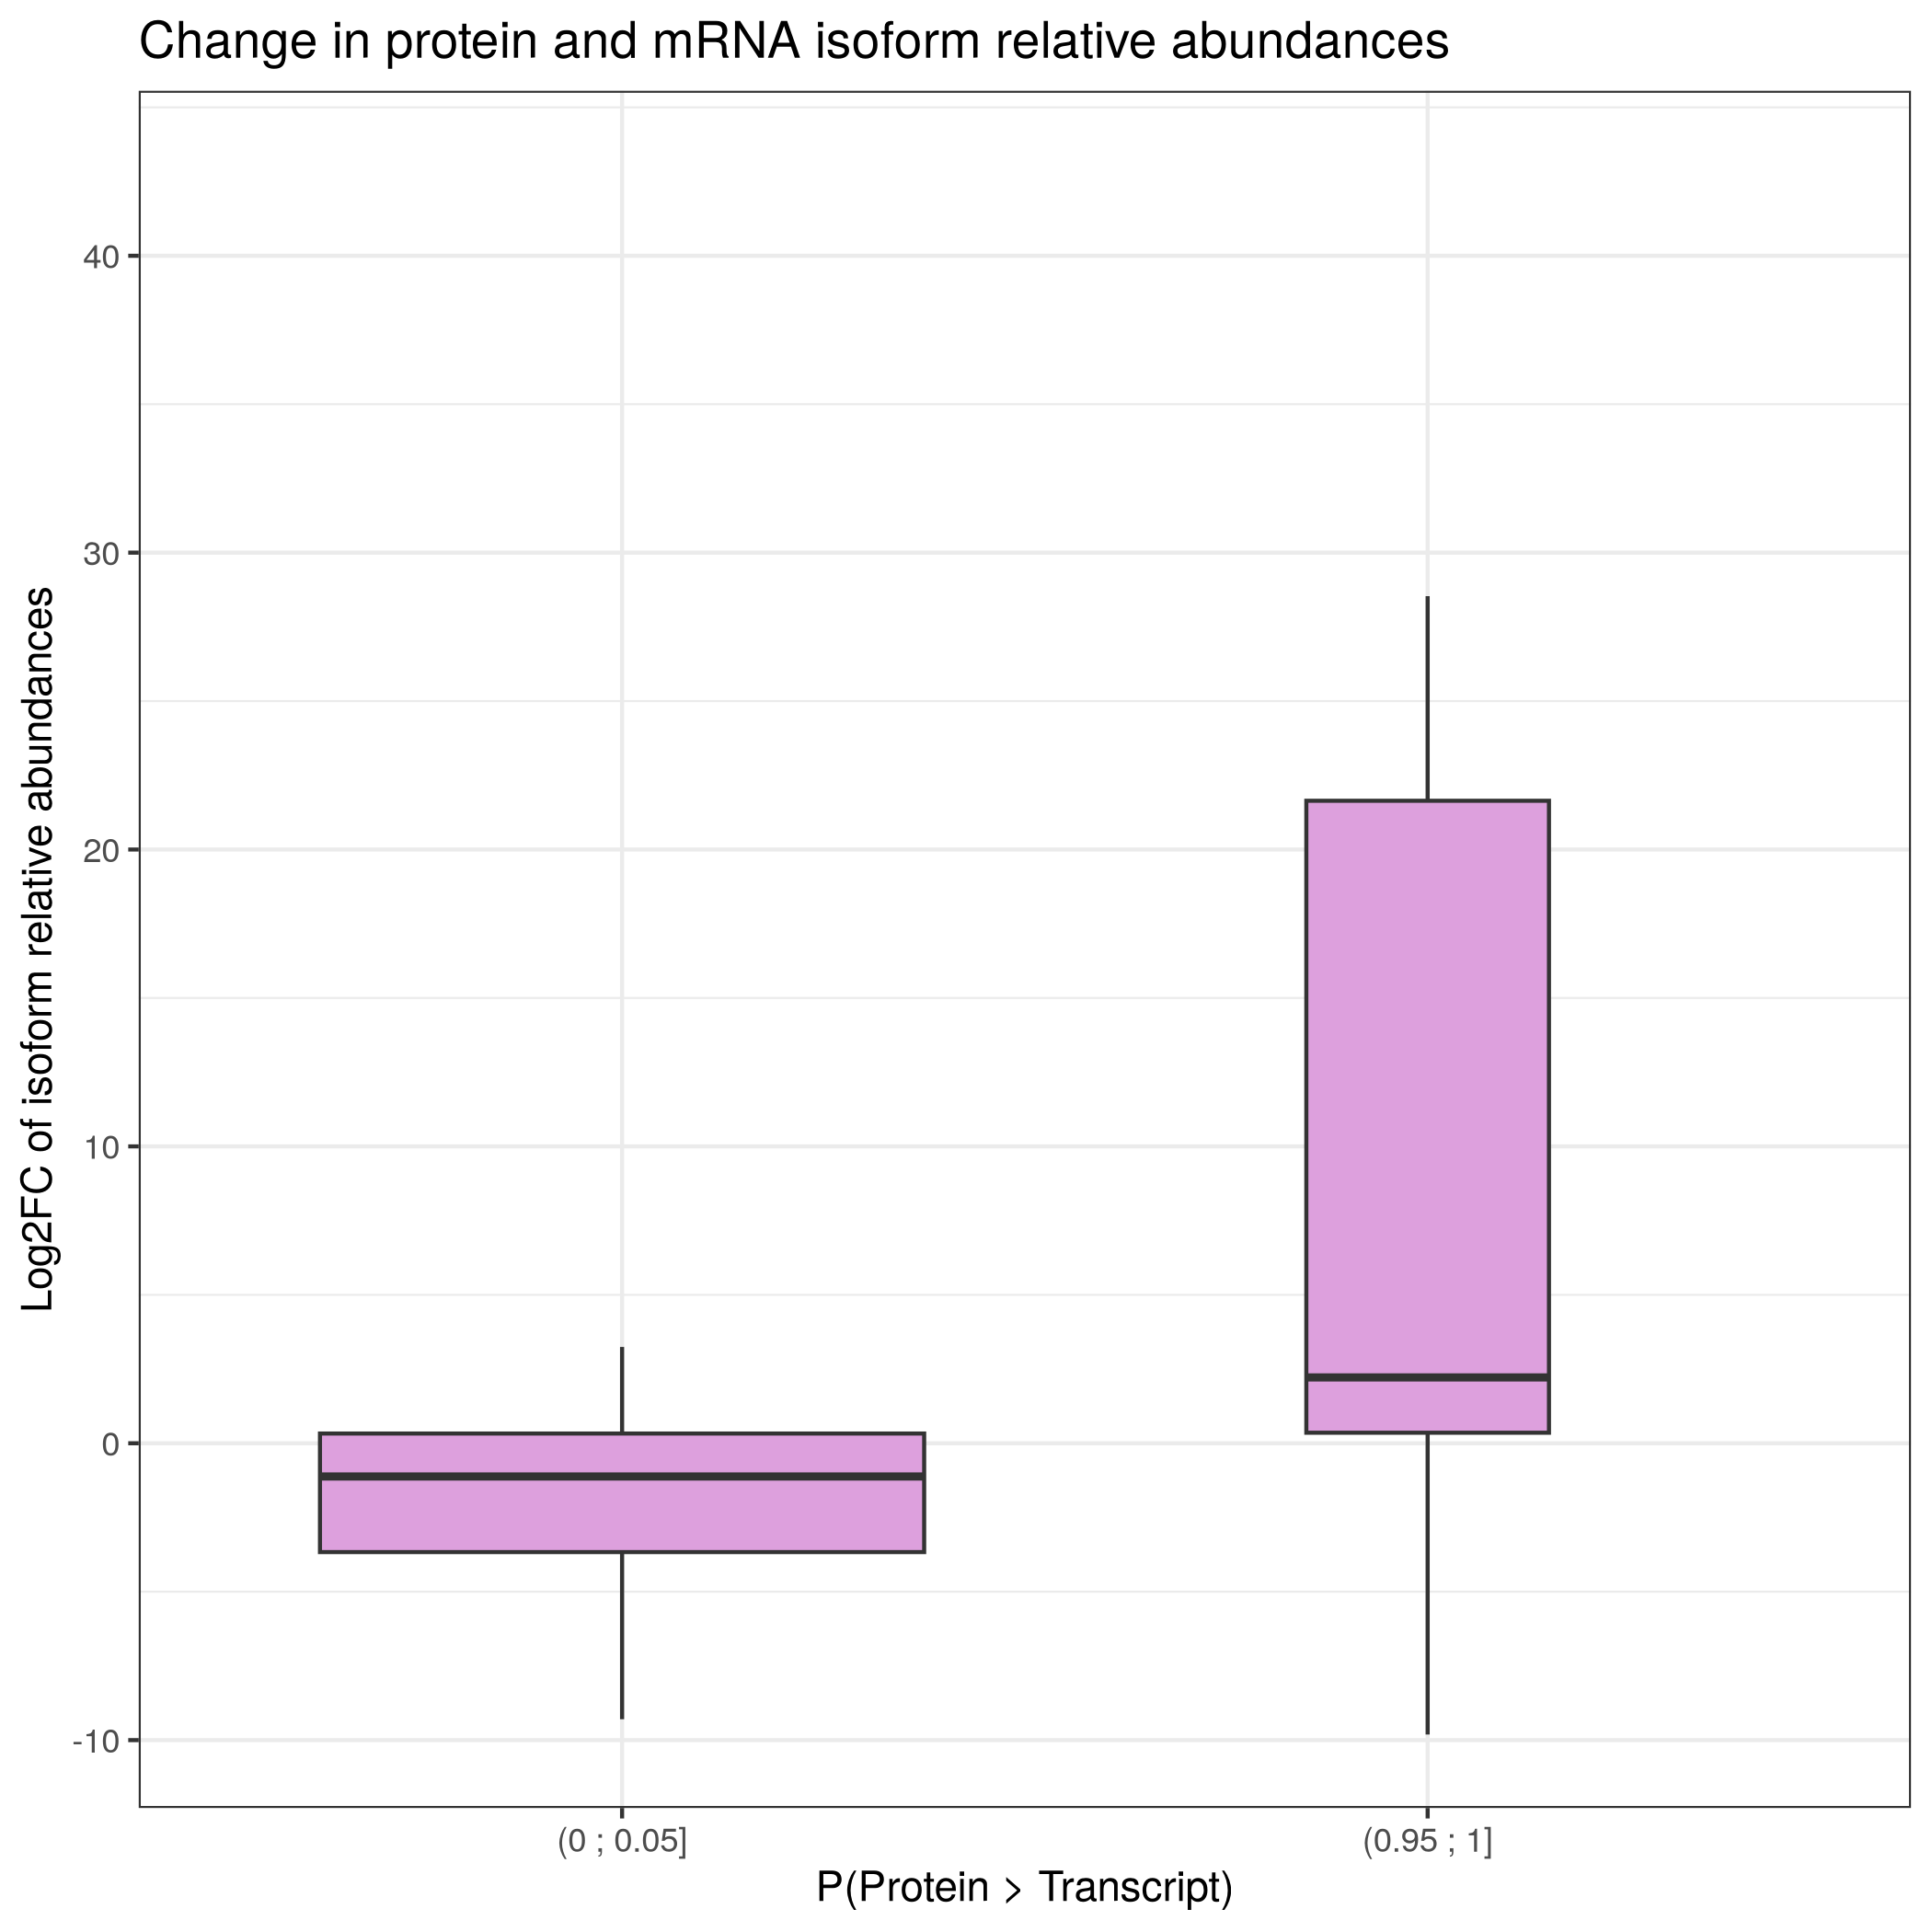 Change in protein and mRNA isoform relative abundances
Log2FC of isoform relative abundances
40
30
20
10
0
-10
(0 ; 0.05]
(0.95 ; 1]
P(Protein > Transcript)